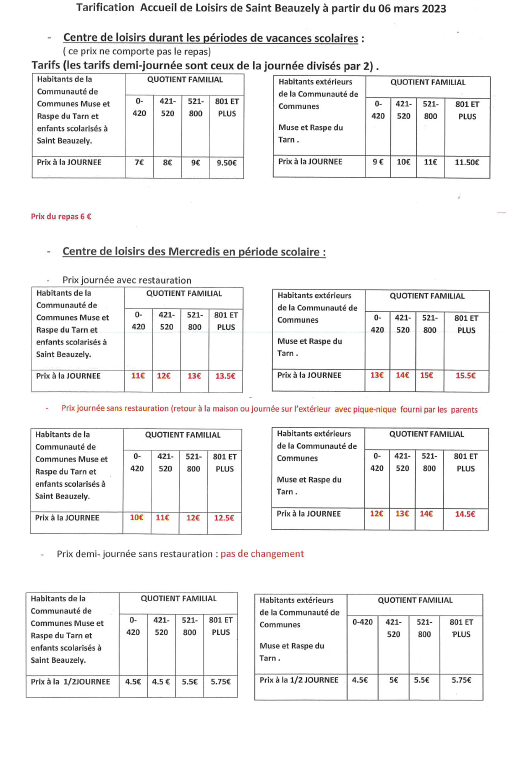 Tarification Accueil de Loisirs de Saint Beauzely à partir du 06 mars 2023
- Centre de loisirs durant les périodes de vacances scolaires :
( ce prix ne comporte pas le repas)
Tarifs (les tarifs demi-journée sont ceux de la journée divisés par 2) .
Habitants de la Communauté de Communes Muse et Raspe du Tarn et enfants scolarisés à Saint Beauzely.
QUOTIENT FAMILIAL
0-420 421-520 521-800 801 ET PLUS
Prix à la JOURNEE 7€ 8€ 9€ 9.50€
Habitants extérieurs de la Communauté de Communes
Muse et Raspe du Tarn .
QUOTIENT FAMILIAL
0-420 421-520 521-800 801 ET PLUS
Prix à la JOURNEE 9 € 10€ 11€ 11.50€
Prix du repas 6 €
- Centre de loisirs des Mercredis en période scolaire :
- Prix journée avec restauration
Habitants de la Communauté de Communes Muse et Raspe du Tarn et enfants scolarisés à Saint Beauzely.
QUOTIENT FAMILIAL
0-420 421-520 521-800 801 ET PLUS
Prix à la JOURNEE 11€ 12€ 13€ 13.5€
Habitants extérieurs de la Communauté de Communes
Muse et Raspe du Tarn .
QUOTIENT FAMILIAL
0-420 421-520 521-800 801 ET PLUS
Prix à la JOURNEE 13€ 14€ 15€ 15.5€
- Prix journée sans restauration (retour à la maison ou journée sur l'extérieur avec pique-nique fourni par les parents
Habitants de la Communauté de Communes Muse et Raspe du Tarn et enfants scolarisés à Saint Beauzely.
QUOTIENT FAMILIAL
0-420 421-520 521-800 801 ET PLUS
Prix à la JOURNEE 10€ 11€ 12€ 12.5€
Habitants extérieurs de la Communauté de Communes
Muse et Raspe du Tarn .
QUOTIENT FAMILIAL
0-420 421-520 521-800 801 ET PLUS
Prix à la JOURNEE 12€ 13€ 14€ 14.5€
- Prix demi- journée sans restauration : pas de changement
Habitants de la Communauté de Communes Muse et Raspe du Tarn et enfants scolarisés à Saint Beauzely.
QUOTIENT FAMILIAL
0-420 421-520 521-800 801 ET PLUS
Prix à la 1/2JOURNEE 4.5€ 4.5 € 5.5€ 5.75€
Habitants extérieurs de la Communauté de Communes
Muse et Raspe du Tarn .
QUOTIENT FAMILIAL
0-420 421-520 521-800 801 ET PLUS
Prix à la 1/2 JOURNEE 4.5€ 5€ 5.5€ 5.75€